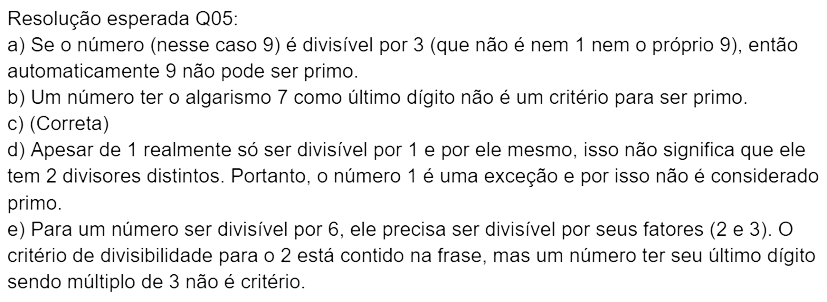 Resolução esperada Q05:
a) Se o número (nesse caso 9) é divisível por 3 (que não é nem 1 nem o próprio 9), então
automaticamente 9 não pode ser primo.
b) Um número ter o algarismo 7 como último dígito não é um critério para ser primo.
c) (Correta)
d) Apesar de 1 realmente só ser divisível por 1 e por ele mesmo, isso não significa que ele
tem 2 divisores distintos. Portanto, o número 1 é uma exceção e por isso não é considerado
primo.
e) Para um número ser divisível por 6, ele precisa ser divisível por seus fatores (2 e 3). O
critério de divisibilidade para o 2 está contido na frase, mas um número ter seu último dígito
sendo múltiplo de 3 não é critério.